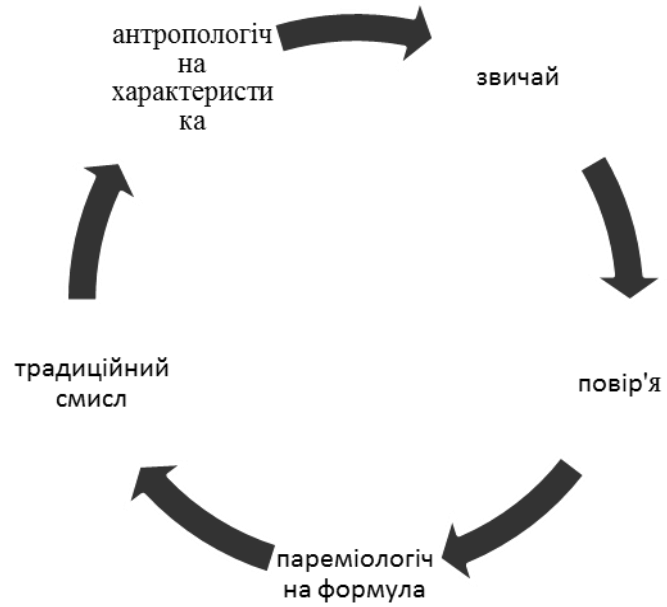 антропологіч
на
характеристи
ка
звичай
повір'я
пареміологіч
на формула
традиційний
смисл